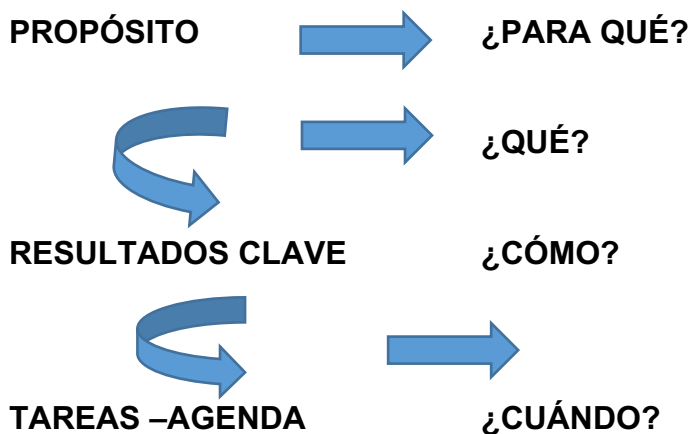 PROPÓSITO ¿PARA QUÉ?
¿QUÉ?
RESULTADOS CLAVE ¿CÓMO?
TAREAS –AGENDA ¿CUÁNDO?